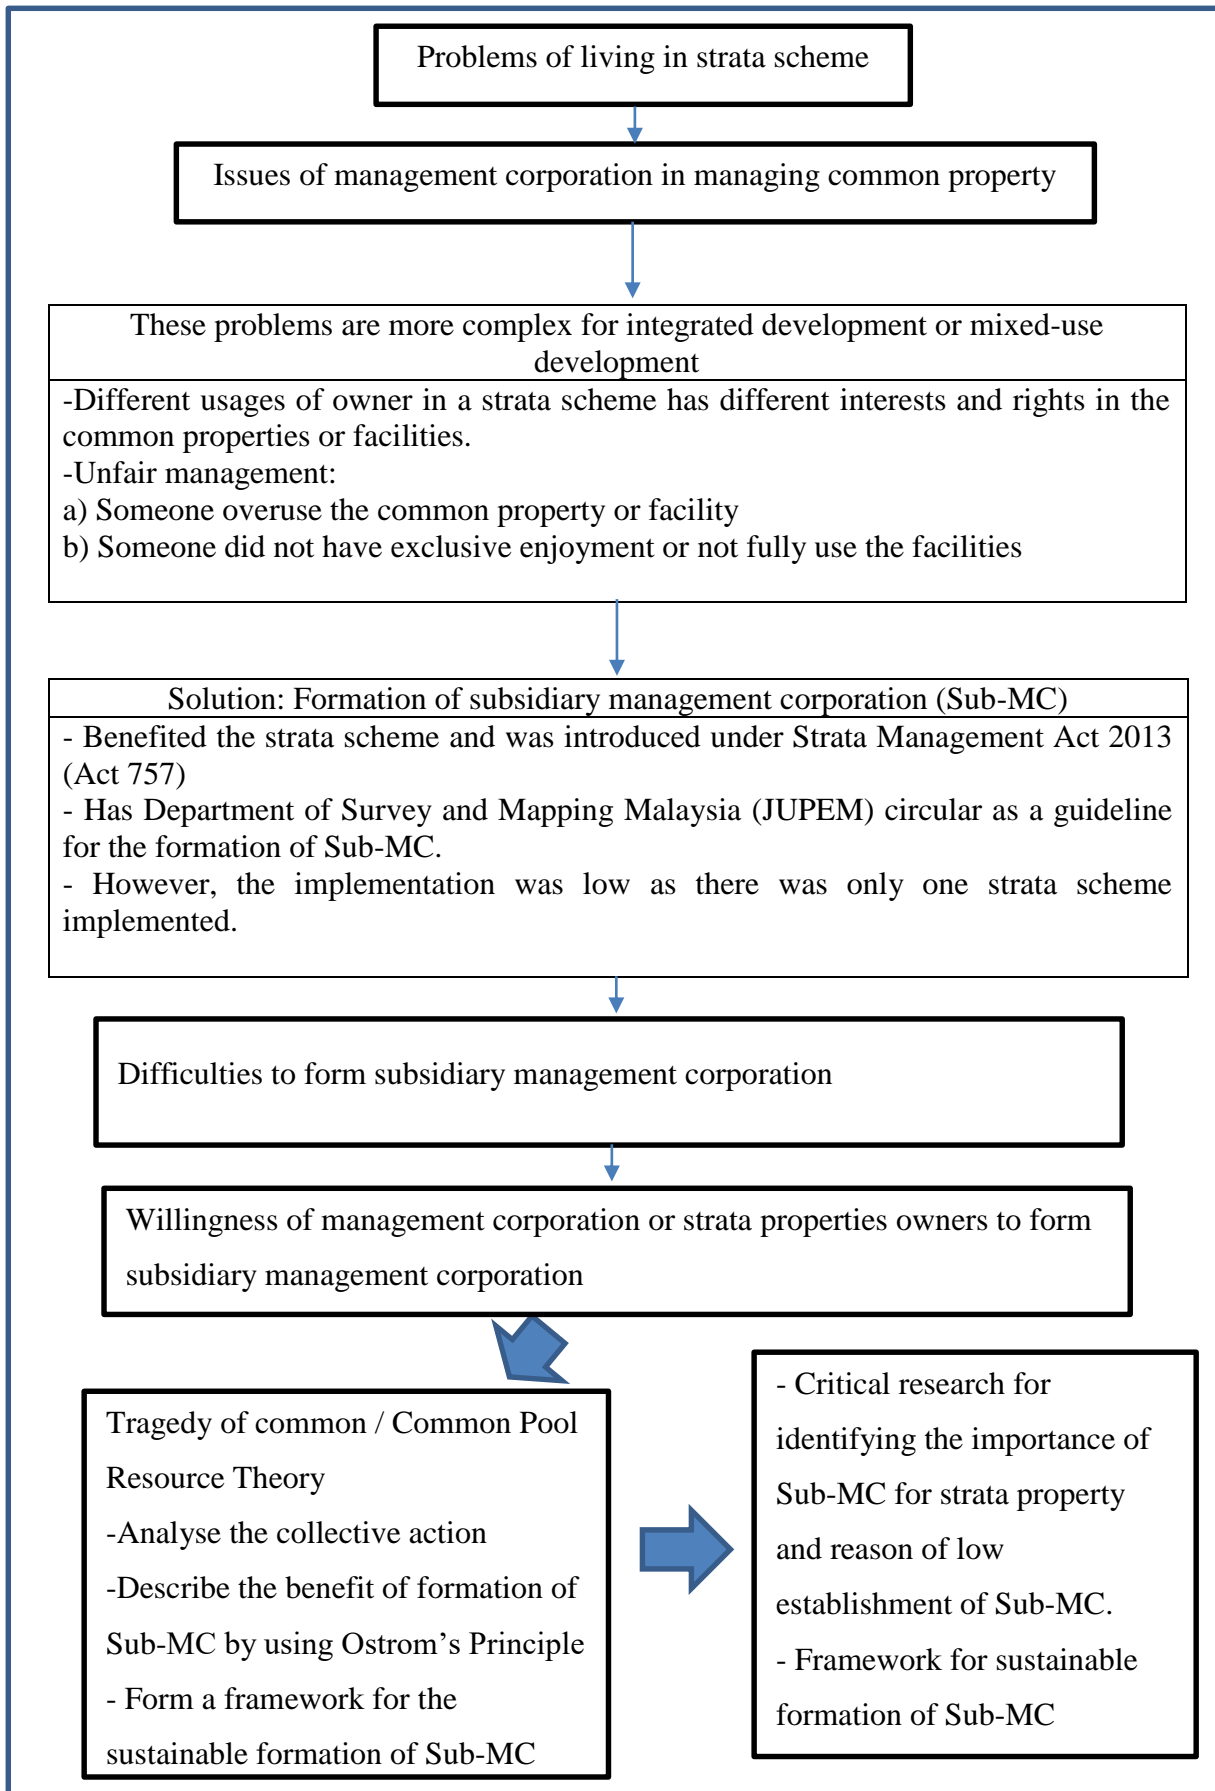 Problems of living in strata scheme
Issues of management corporation in managing common property
These problems are more complex for integrated development or mixed-use
development
-Different usages of owner in a strata scheme has different interests and rights in the
common properties or facilities.
-Unfair management:
a) Someone overuse the common property or facility
b) Someone did not have exclusive enjoyment or not fully use the facilities
Solution: Formation of subsidiary management corporation (Sub-MC)
- Benefited the strata scheme and was introduced under Strata Management Act 2013
(Act 757)
- Has Department of Survey and Mapping Malaysia (JUPEM) circular as a guideline
for the formation of Sub-MC.
- However, the implementation was low as there was only one strata scheme
implemented.
Difficulties to form subsidiary management corporation
Willingness of management corporation or strata properties owners to form
subsidiary management corporation
Tragedy of common / Common Pool
Resource Theory
-Analyse the collective action
-Describe the benefit of formation of
Sub-MC by using Ostrom’s Principle
- Form a framework for the
sustainable formation of Sub-MC
- Critical research for
identifying the importance of
Sub-MC for strata property
and reason of low
establishment of Sub-MC.
- Framework for sustainable
formation of Sub-MC